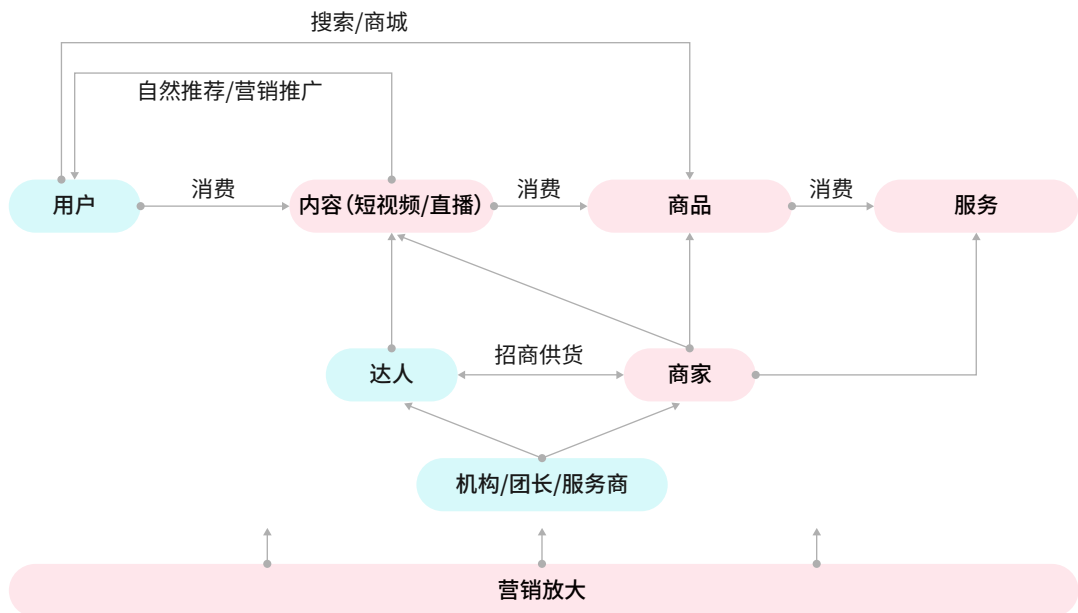 搜索/商城
自然推荐/营销推广
用户
消费
内容（短视频/直播）
消费
商品
消费
服务
达人
招商供货
商家
机构/团长/服务商
营销放大